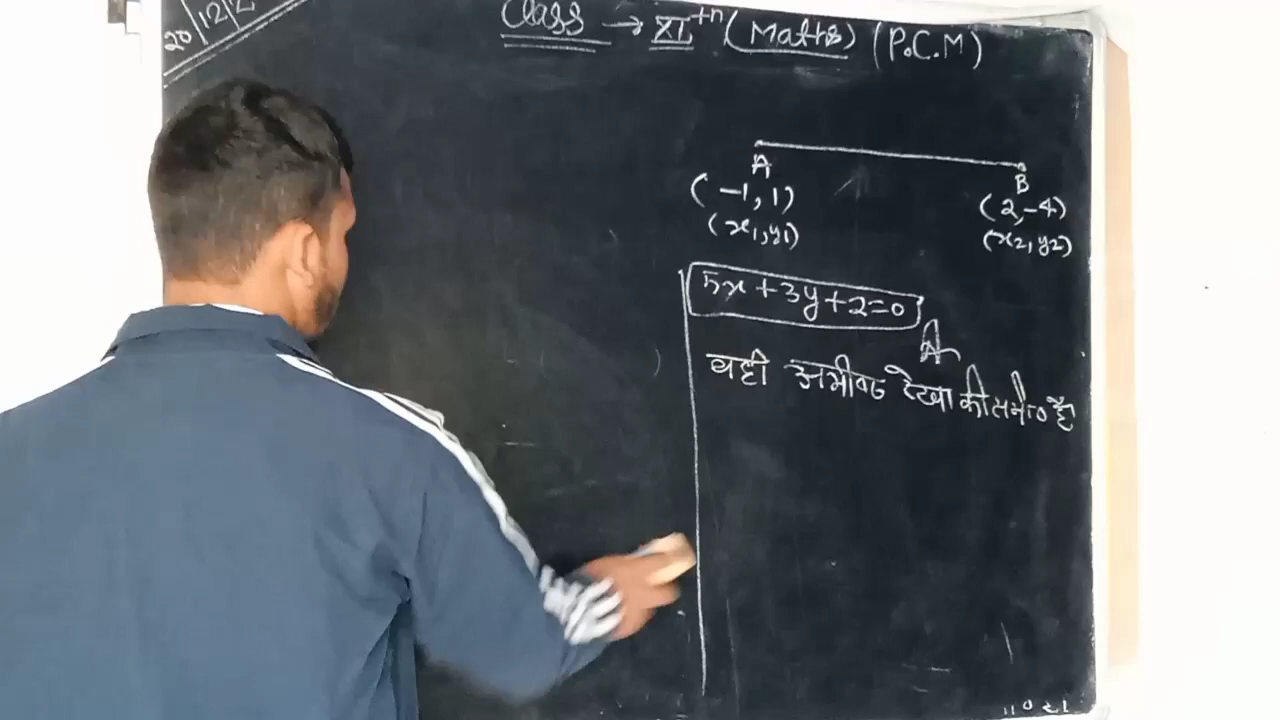 20 12 2
Class → XI th (Maths) (P.C.M)
A B
(-1, 1) (2, -4)
(x₁, y₁) (x₂, y₂)
5x + 3y + 2 = 0
वही अभीष्ट रेखा की समी० है